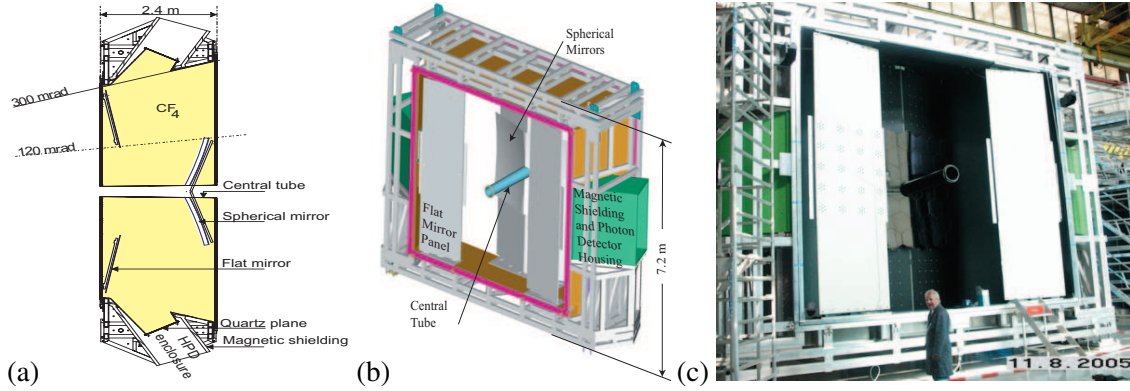 2.4 m
300 mrad
CF4
120 mrad
Central tube
Spherical mirror
Flat mirror
Quartz plane
HPD
enclosure
Magnetic shielding
(a)
Spherical
Mirrors
Flat
Mirror
Panel
Magnetic
Shielding
and Photon
Detector
Housing
7.2 m
Central
Tube
(b)
11.8.2005
(c)